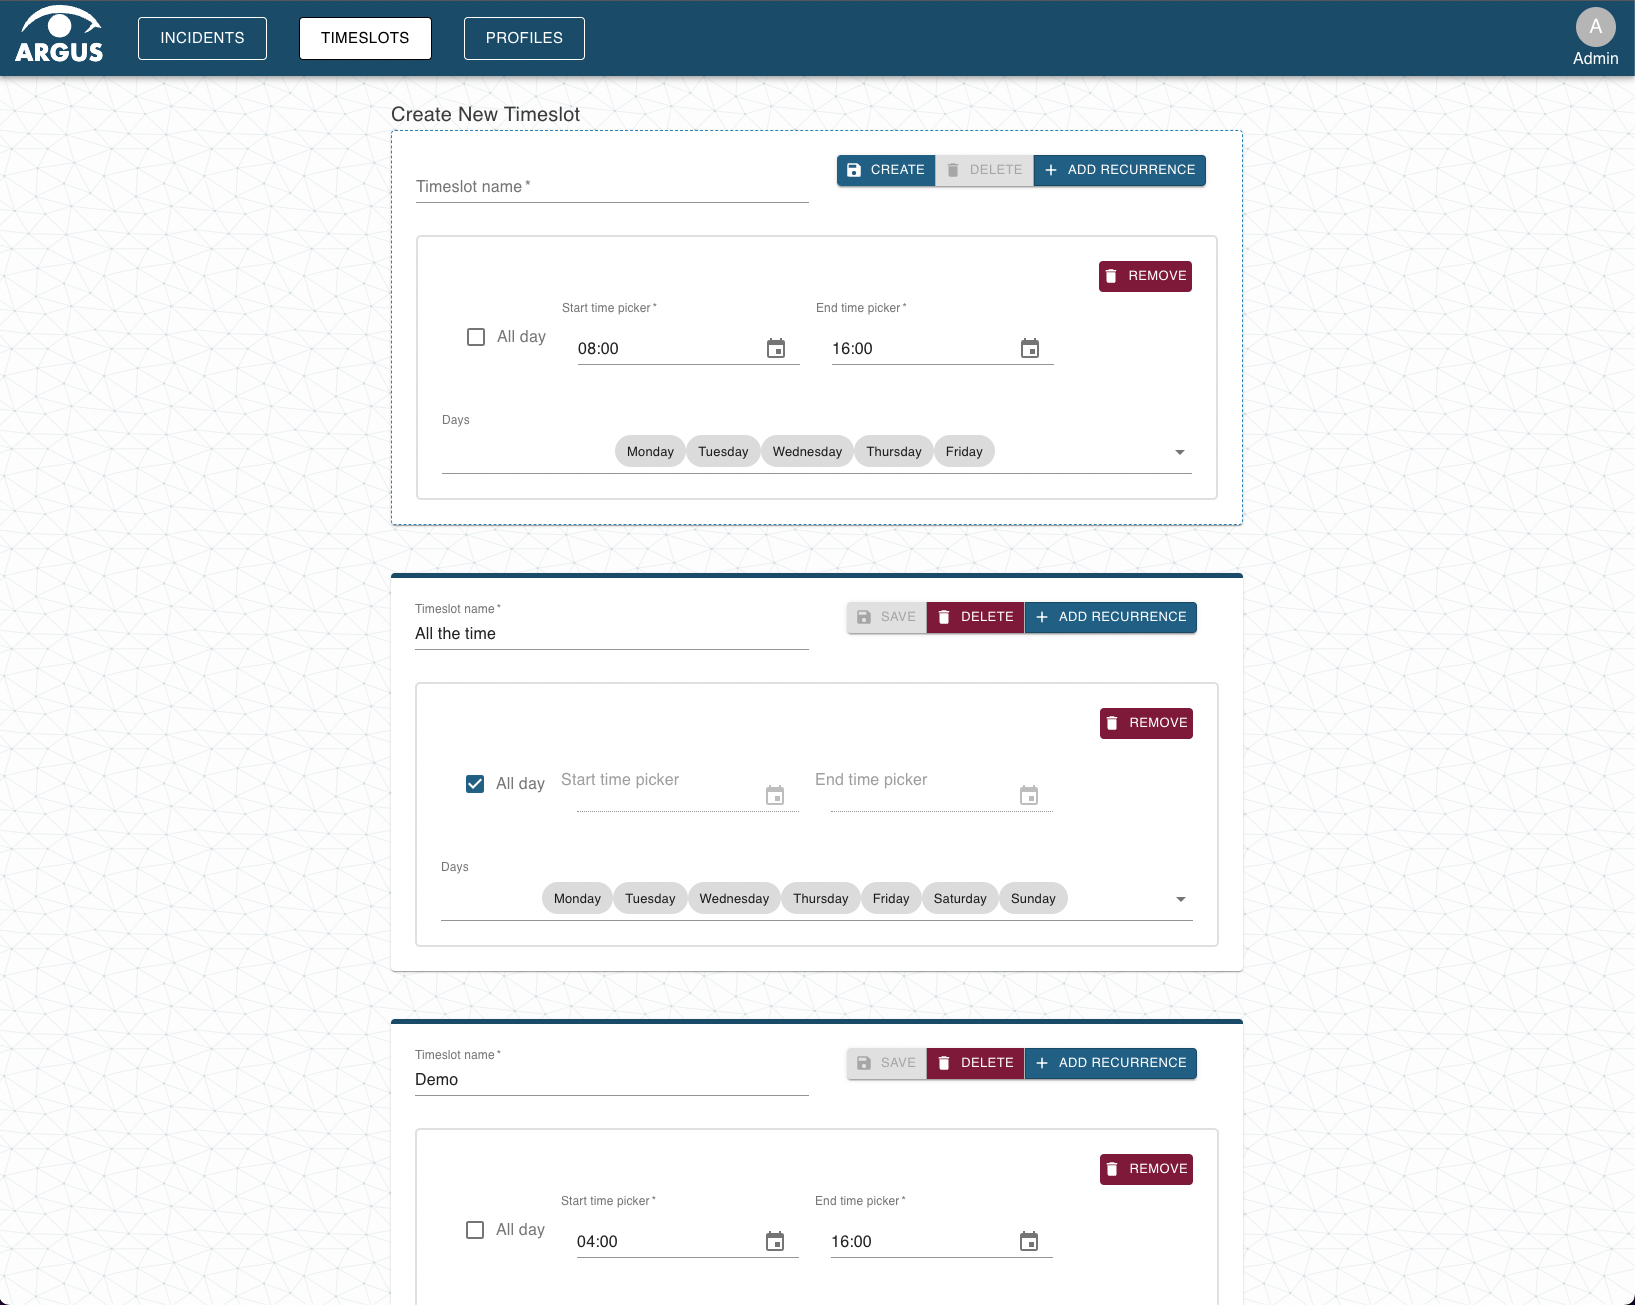 ARGUS
INCIDENTS
TIMESLOTS
PROFILES
A
Admin
Create New Timeslot
Timeslot name *
CREATE
DELETE
ADD RECURRENCE
REMOVE
All day
Start time picker *
08:00
End time picker *
16:00
Days
Monday Tuesday Wednesday Thursday Friday
Timeslot name *
All the time
SAVE
DELETE
ADD RECURRENCE
REMOVE
All day
Start time picker
End time picker
Days
Monday Tuesday Wednesday Thursday Friday Saturday Sunday
Timeslot name *
Demo
SAVE
DELETE
ADD RECURRENCE
REMOVE
All day
Start time picker *
04:00
End time picker *
16:00